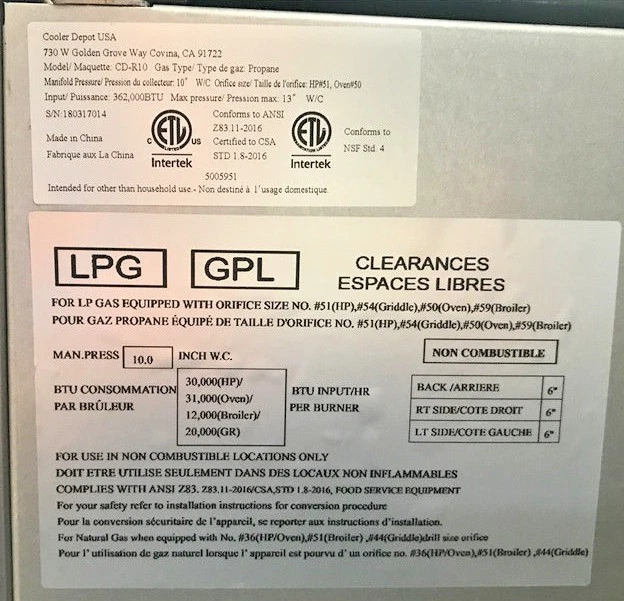 Cooler Depot USA
730 W Golden Grove Way Covina, CA 91722
Model/ Maquette: CD-R10 Gas Type/ Type de gaz: Propane
Manifold Pressure/ Pression du collecteur: 10" W/C Orifice size/ Taille de l'orifice: HP#51, Oven#50
Input/ Puissance: 362,000BTU Max pressure/ Pression max: 13" W/C
S/N:180317014
Made in China
Fabrique aux La China
C ETL US
LISTED
Intertek
Conforms to ANSI
Z83.11-2016
Certified to CSA
STD 1.8-2016
5005951
ETL
Intertek
Conforms to
NSF Std. 4
Intended for other than household use.- Non destiné à l'usage domestique.
LPG
GPL
CLEARANCES
ESPACES LIBRES
FOR LP GAS EQUIPPED WITH ORIFICE SIZE NO. #51(HP),#54(Griddle),#50(Oven),#59(Broiler)
POUR GAZ PROPANE ÉQUIPÉ DE TAILLE D'ORIFICE NO. #51(HP),#54(Griddle),#50(Oven),#59(Broiler)
MAN.PRESS 10.0 INCH W.C.
BTU CONSOMMATION
PAR BRÛLEUR
30,000(HP)/
31,000(Oven)/
12,000(Broiler)/
20,000(GR)
BTU INPUT/HR
PER BURNER
NON COMBUSTIBLE
BACK /ARRIERE 6"
RT SIDE/COTE DROIT 6"
LT SIDE/COTE GAUCHE 6"
FOR USE IN NON COMBUSTIBLE LOCATIONS ONLY
DOIT ETRE UTILISE SEULEMENT DANS DES LOCAUX NON INFLAMMABLES
COMPLIES WITH ANSI Z83. Z83.11-2016/CSA,STD 1.8-2016, FOOD SERVICE EQUIPMENT
For your safety refer to installation instructions for conversion procedure
Pour la conversion sécuritaire de l'appareil, se reporter aux instructions d'installation.
For Natural Gas when equipped with No. #36(HP/Oven),#51(Broiler) ,#44(Griddle)drill size orifice
Pour l' utilisation de gaz naturel lorsque l' appareil est pourvu d' un orifice no. #36(HP/Oven),#51(Broiler) ,#44(Griddle)